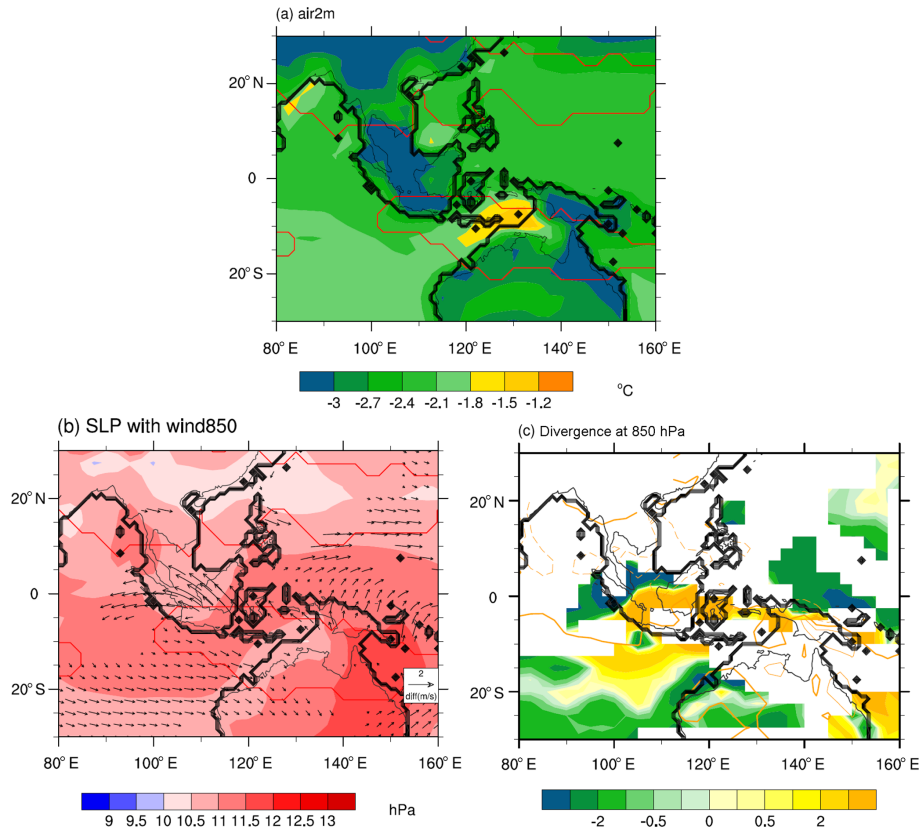 (a) air2m
20° N
0
20° S
80° E 100° E 120° E 140° E 160° E
-3 -2.7 -2.4 -2.1 -1.8 -1.5 -1.2
°C
(b) SLP with wind850
20° N
0
20° S
2
diff(m/s)
80° E 100° E 120° E 140° E 160° E
9 9.5 10 10.5 11 11.5 12 12.5 13
hPa
(c) Divergence at 850 hPa
20° N
0
20° S
80° E 100° E 120° E 140° E 160° E
-2 -0.5 0 0.5 2